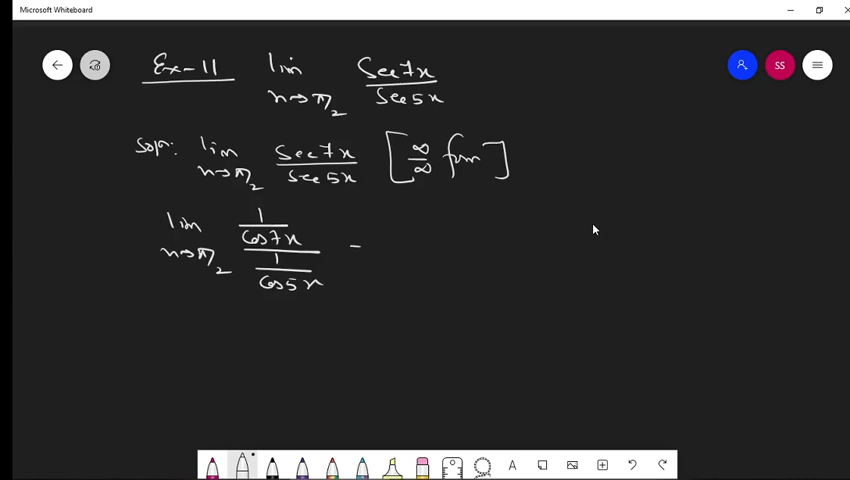 Microsoft Whiteboard
SS
Ex-11 lim x→π/2 sec7x/sec5x
Soln: lim x→π/2 sec7x/sec5x [∞/∞ form]
lim x→π/2 (1/cos7x)/(1/cos5x) =
A